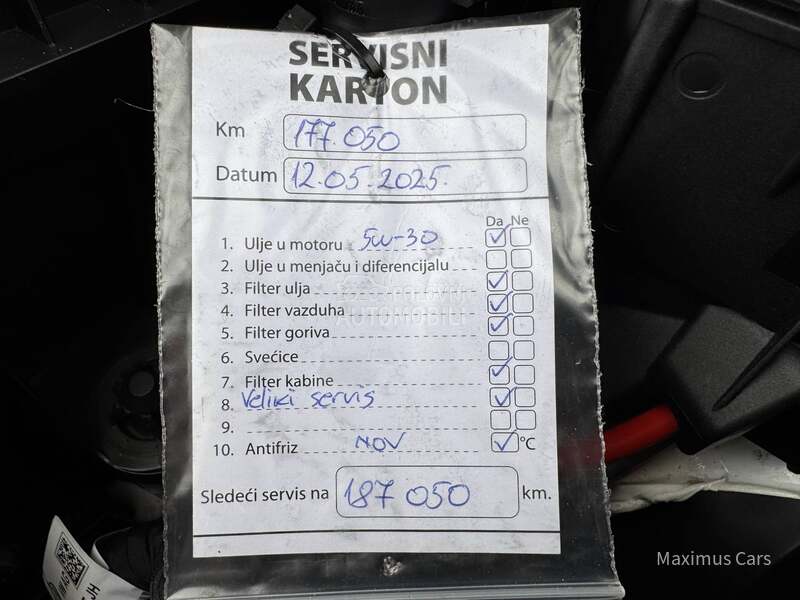 SERVISNI
KARTON
Km 177.050
Datum 12.05.2025.
Da Ne
1. Ulje u motoru 5w-30
2. Ulje u menjaču i diferencijalu
3. Filter ulja
4. Filter vazduha
5. Filter goriva
6. Svećice
7. Filter kabine
8. Veliki servis
9.
10. Antifriz NOV °C
Sledeći servis na 187 050 km.
Maximus Cars